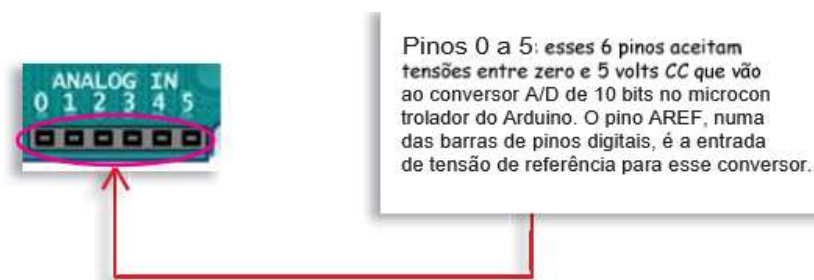 ANALOG IN
0 1 2 3 4 5
Pinos 0 a 5: esses 6 pinos aceitam
tensões entre zero e 5 volts CC que vão
ao conversor A/D de 10 bits no microcon
trolador do Arduino. O pino AREF, numa
das barras de pinos digitais, é a entrada
de tensão de referência para esse conversor.